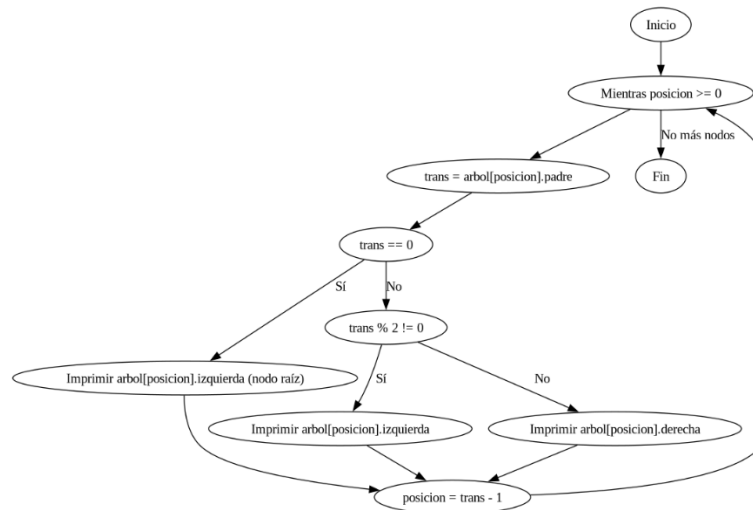 Inicio
Mientras posicion >= 0
No más nodos
trans = arbol[posicion].padre
Fin
trans == 0
Sí
No
trans % 2 != 0
Imprimir arbol[posicion].izquierda (nodo raíz)
Sí
No
Imprimir arbol[posicion].izquierda
Imprimir arbol[posicion].derecha
posicion = trans - 1